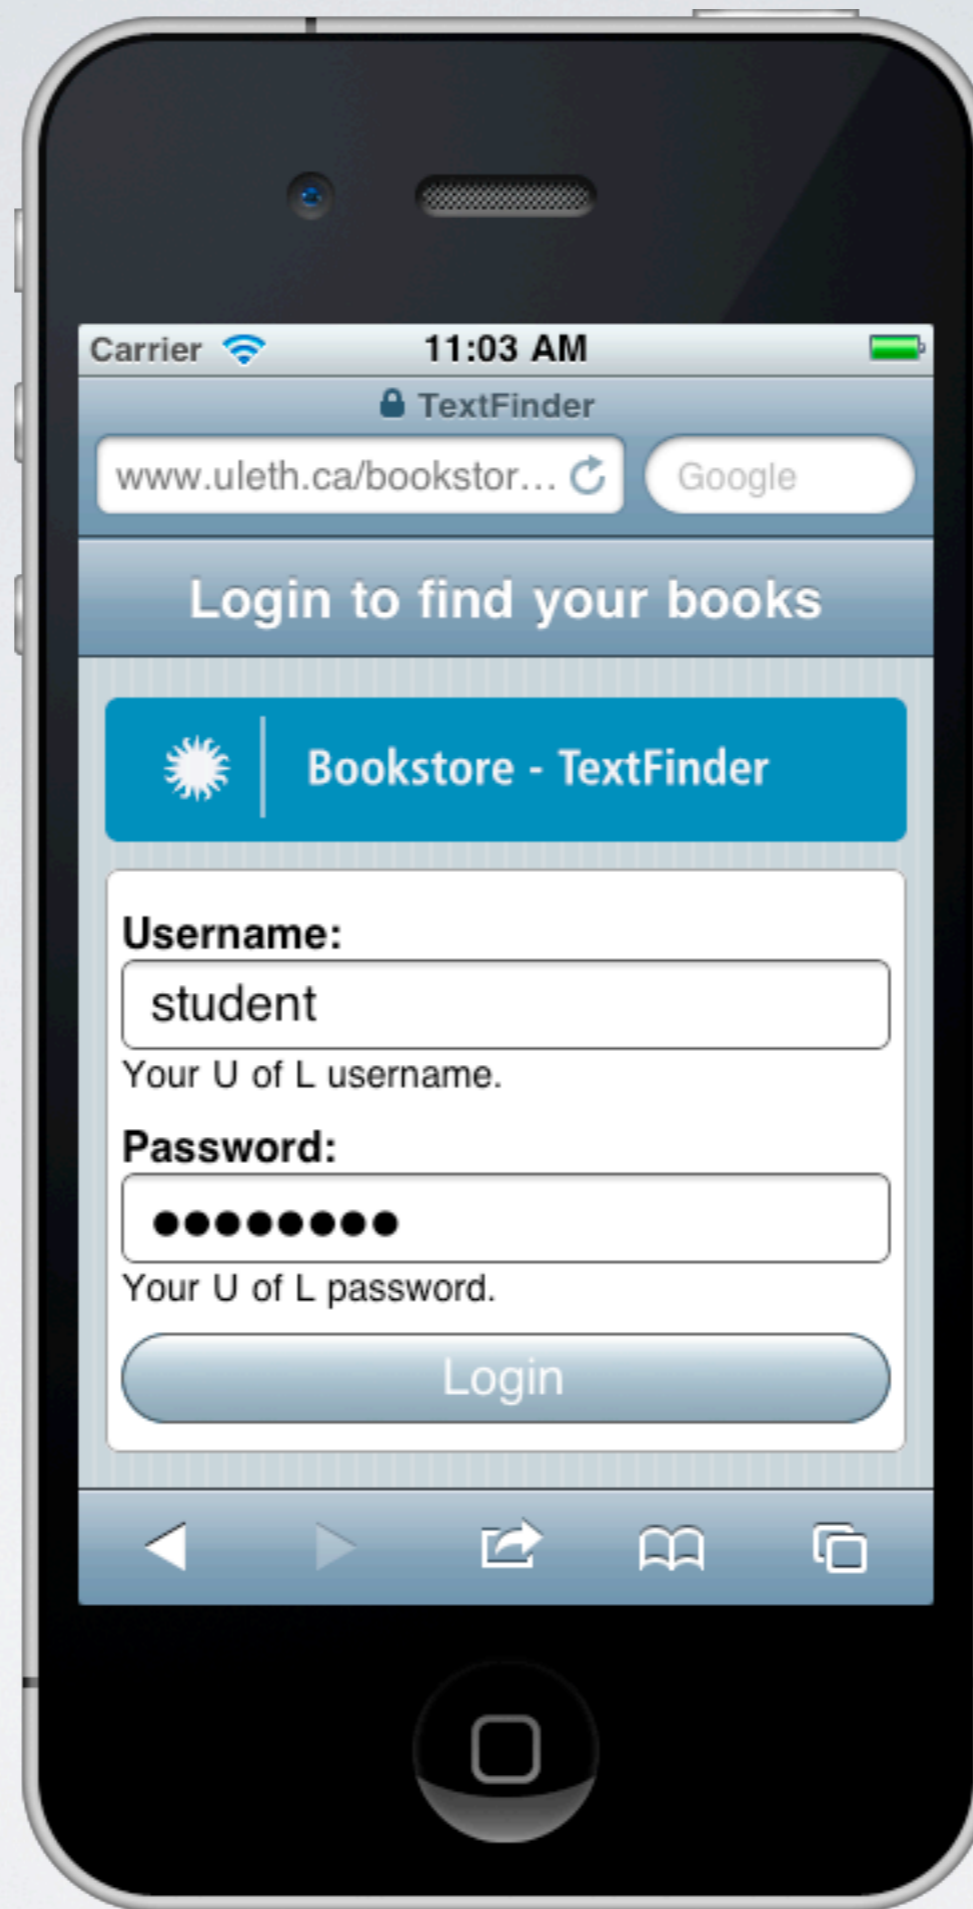 Carrier 11:03 AM
TextFinder
www.uleth.ca/bookstor... Google
Login to find your books
Bookstore - TextFinder
Username:
student
Your U of L username.
Password:
●●●●●●●●
Your U of L password.
Login